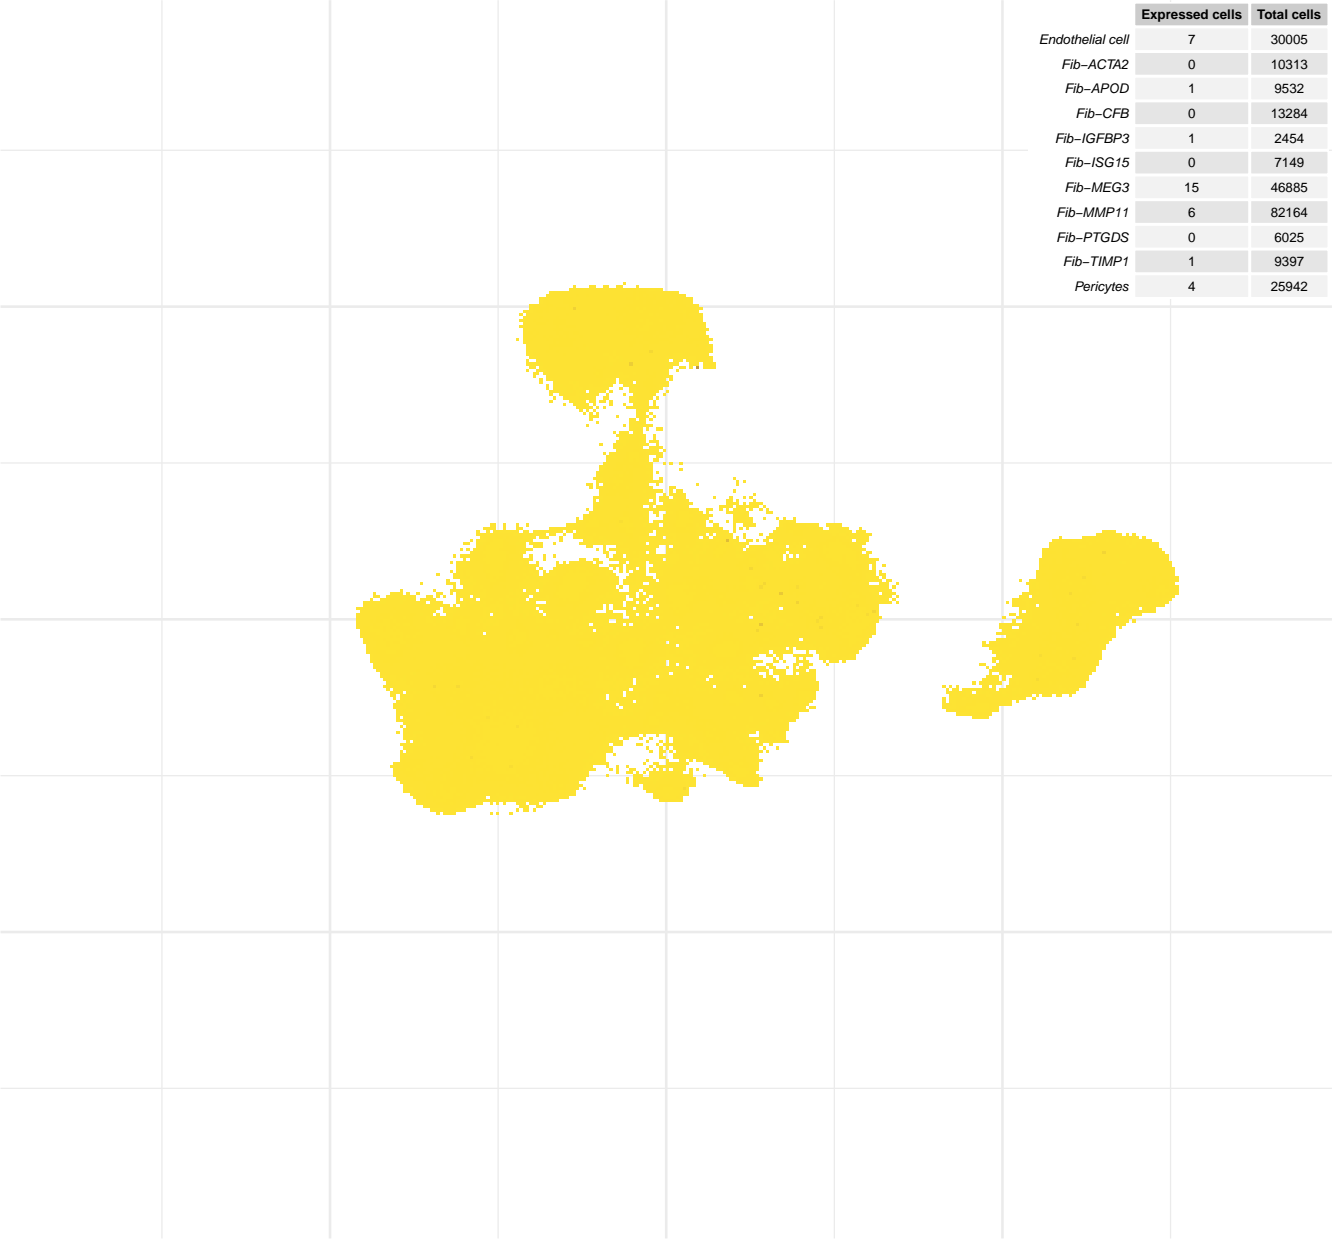 Expressed cells Total cells
Endothelial cell 7 30005
Fib−ACTA2 0 10313
Fib−APOD 1 9532
Fib−CFB 0 13284
Fib−IGFBP3 1 2454
Fib−ISG15 0 7149
Fib−MEG3 15 46885
Fib−MMP11 6 82164
Fib−PTGDS 0 6025
Fib−TIMP1 1 9397
Pericytes 4 25942